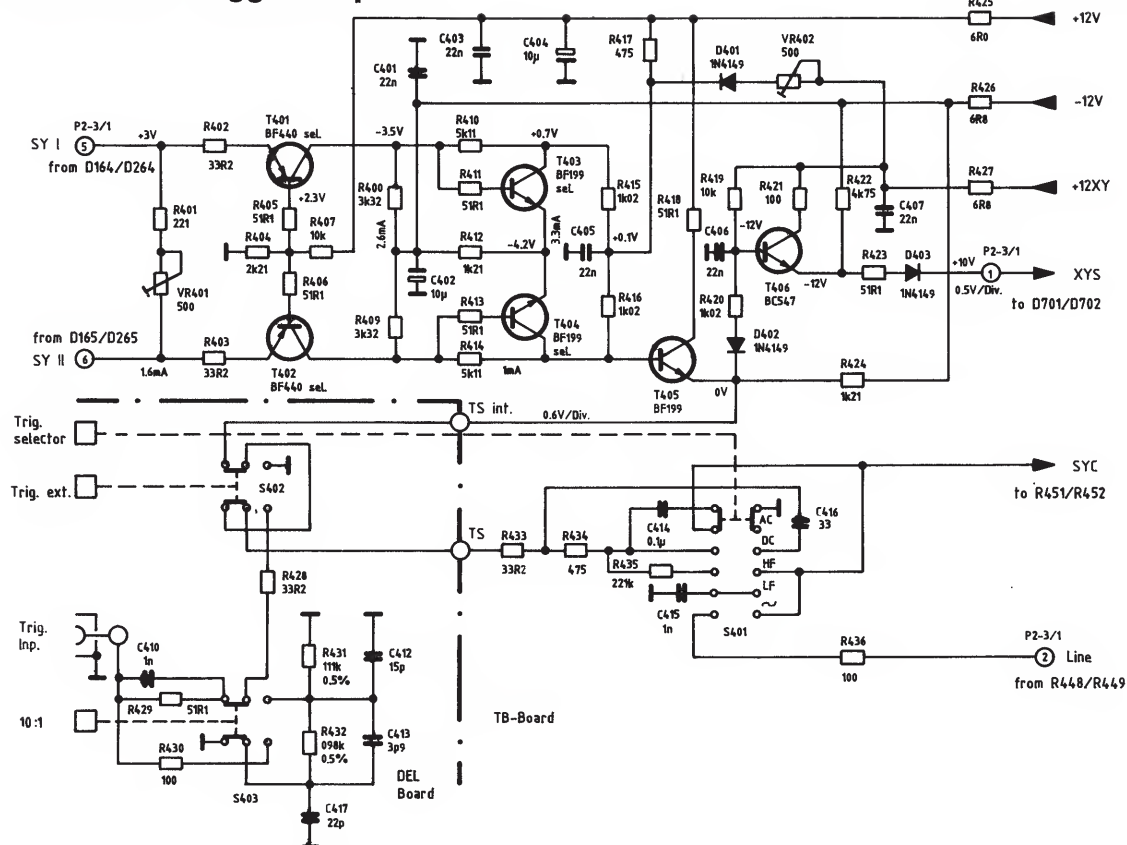 R425
+12V
6R0
C403
22n
C404
10µ
R417
475
D401
1N4149
VR402
500
C401
22n
R426
-12V
6R8
P2-3/1
SY I
5
+3V
from D164/D264
R402
33R2
T401
BF440 sel.
-3.5V
R410
5k11
+0.7V
T403
BF199
sel.
R411
51R1
R401
221
R405
51R1
+2.3V
R407
10k
R404
2k21
R406
51R1
VR401
500
R400
3k32
2.6mA
R412
1k21
-4.2V
3.3mA
C402
10µ
R415
1k02
C405
22n
+0.1V
R418
51R1
R419
10k
R421
100
R422
4k75
C407
22n
R427
+12XY
6R8
C406
22n
-12V
T406
BC547
-12V
R423
51R1
D403
1N4149
+10V
0.5V/Div.
P2-3/1
1
XYS
to D701/D702
R409
3k32
R413
51R1
T404
BF199
sel.
R414
5k11
1mA
R416
1k02
R420
1k02
D402
1N4149
from D165/D265
SY II
6
1.6mA
R403
33R2
T402
BF440 sel.
T405
BF199
0V
R424
1k21
Trig.
selector
TS int.
0.6V/Div.
Trig. ext.
S402
SYC
to R451/R452
TS
R433
33R2
R434
475
C414
0.1µ
R435
221k
C415
1n
AC
DC
HF
LF
~
S401
C416
33
R428
33R2
R436
100
P2-3/1
2
Line
from R448/R449
Trig.
Inp.
C410
1n
R429
51R1
10:1
R430
100
S403
R431
111k
0.5%
C412
15p
R432
098k
0.5%
C413
3p9
C417
22p
DEL
Board
TB-Board